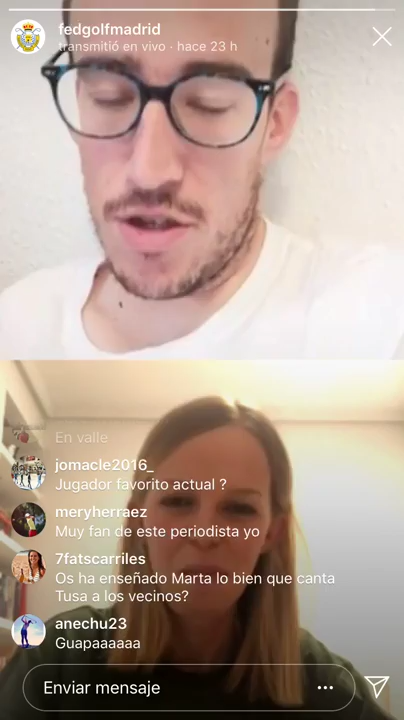 fedgolfmadrid
transmitió en vivo · hace 23 h
En valle
jomacle2016_
Jugador favorito actual ?
meryherraez
Muy fan de este periodista yo
7fatscarriles
Os ha enseñado Marta lo bien que canta
Tusa a los vecinos?
anechu23
Guapaaaaaa
Enviar mensaje